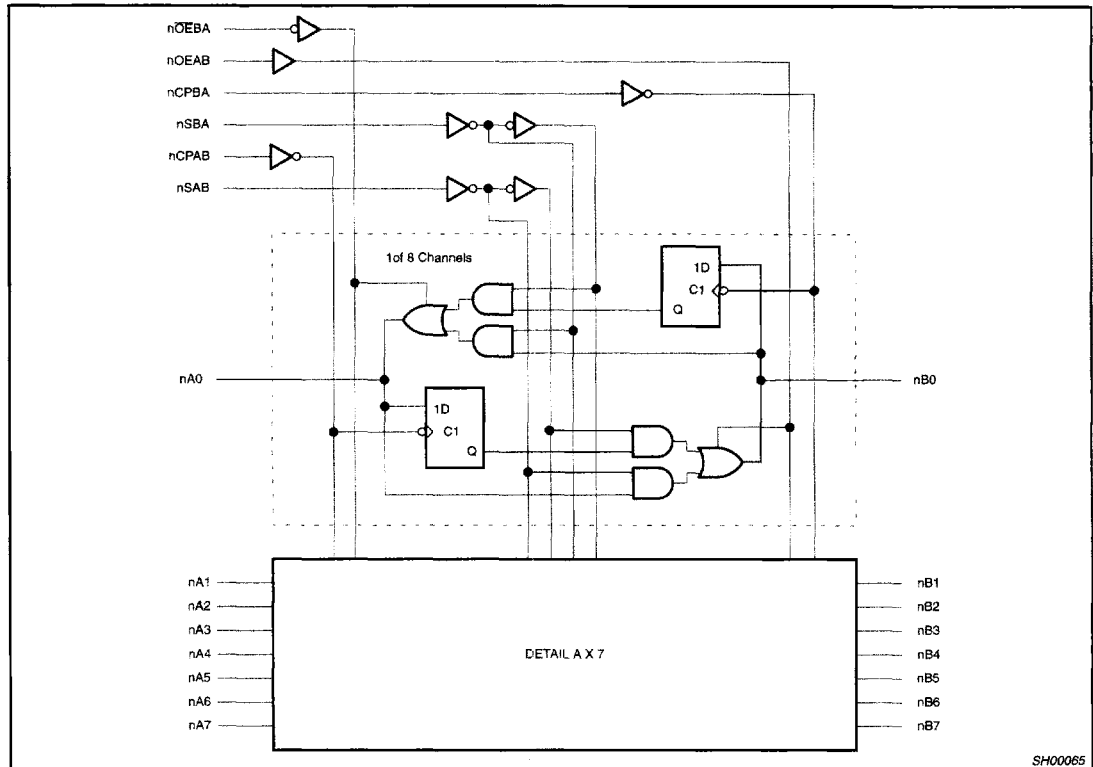 nO̅E̅B̅A̅
nOEAB
nCPBA
nSBA
nCPAB
nSAB
1of 8 Channels
1D
C1
Q
nA0
nB0
1D
C1
Q
nA1
nB1
nA2
nB2
nA3
nB3
nA4
DETAIL A X 7
nB4
nA5
nB5
nA6
nB6
nA7
nB7
SH00065